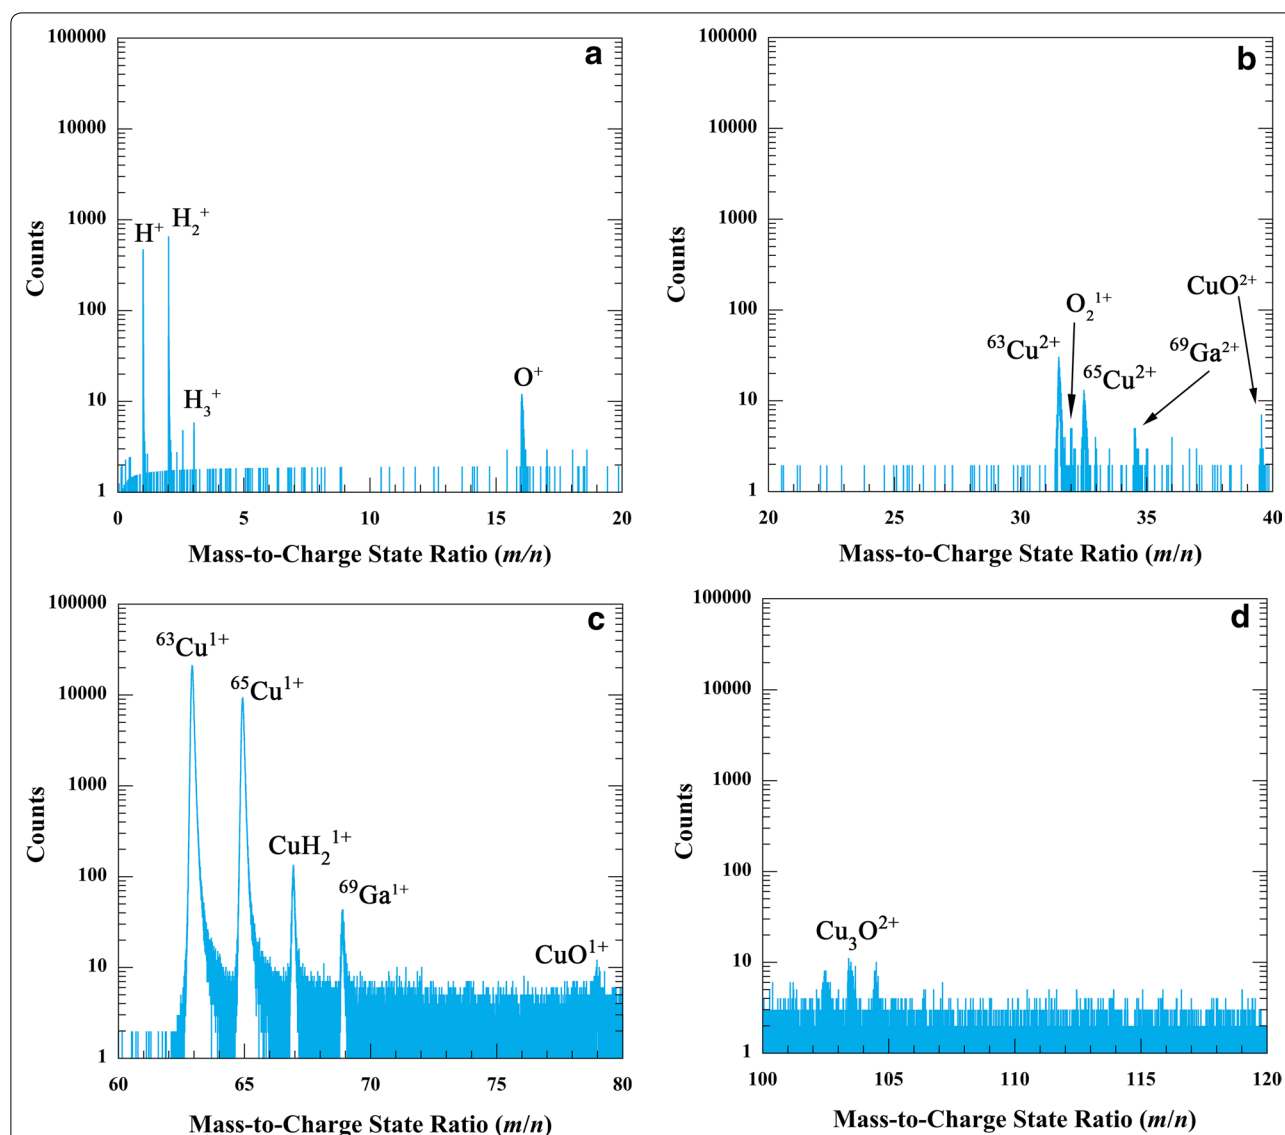 a
100000
10000
1000
100
10
1
Counts
H⁺
H₂⁺
H₃⁺
O⁺
0 5 10 15 20
Mass-to-Charge State Ratio (m/n)
b
100000
10000
1000
100
10
1
Counts
⁶³Cu²⁺
O₂¹⁺
⁶⁵Cu²⁺
⁶⁹Ga²⁺
CuO²⁺
20 25 30 35 40
Mass-to-Charge State Ratio (m/n)
c
100000
10000
1000
100
10
1
Counts
⁶³Cu¹⁺
⁶⁵Cu¹⁺
CuH₂¹⁺
⁶⁹Ga¹⁺
CuO¹⁺
60 65 70 75 80
Mass-to-Charge State Ratio (m/n)
d
100000
10000
1000
100
10
1
Counts
Cu₃O²⁺
100 105 110 115 120
Mass-to-Charge State Ratio (m/n)